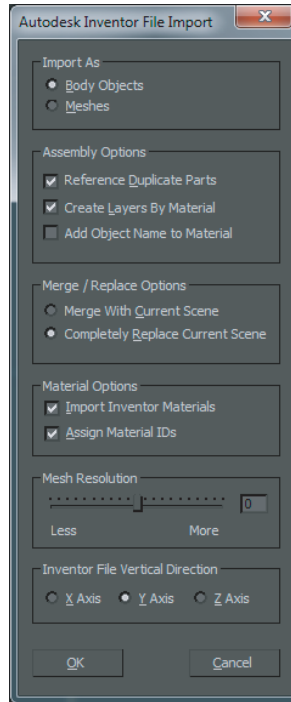 Autodesk Inventor File Import
Import As
Body Objects
Meshes
Assembly Options
Reference Duplicate Parts
Create Layers By Material
Add Object Name to Material
Merge / Replace Options
Merge With Current Scene
Completely Replace Current Scene
Material Options
Import Inventor Materials
Assign Material IDs
Mesh Resolution
0
Less More
Inventor File Vertical Direction
X Axis Y Axis Z Axis
OK Cancel